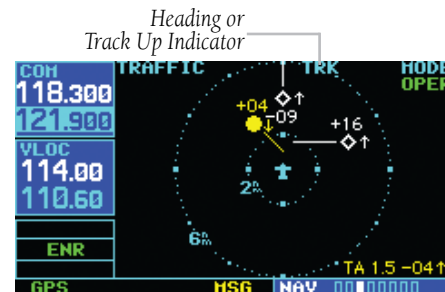 Heading or
Track Up Indicator
COM
118.300
121.900
VLOC
114.00
110.60
ENR
GPS
TRAFFIC
TRK
MODE
OPER
+04↓
-09↑
+16↑
2nm
6nm
TA 1.5 -04↑
MSG
NAV